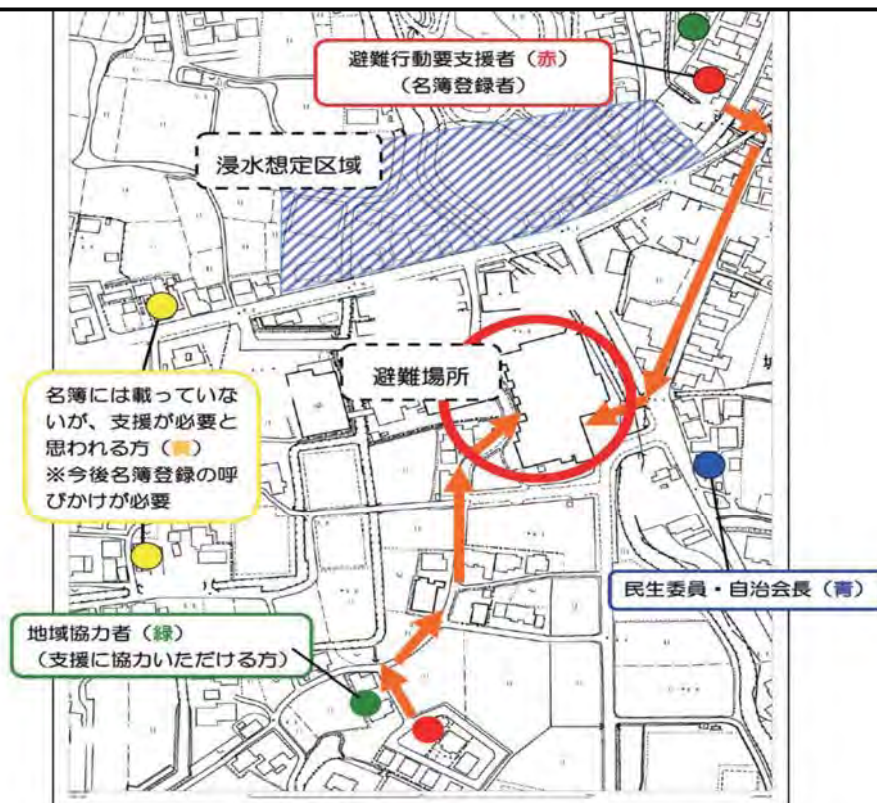 避難行動要支援者（赤）
（名簿登録者）
浸水想定区域
避難場所
名簿には載っていな
いが、支援が必要と
思われる方（黄）
※今後名簿登録の呼
びかけが必要
民生委員・自治会長（青）
地域協力者（緑）
（支援に協力いただける方）